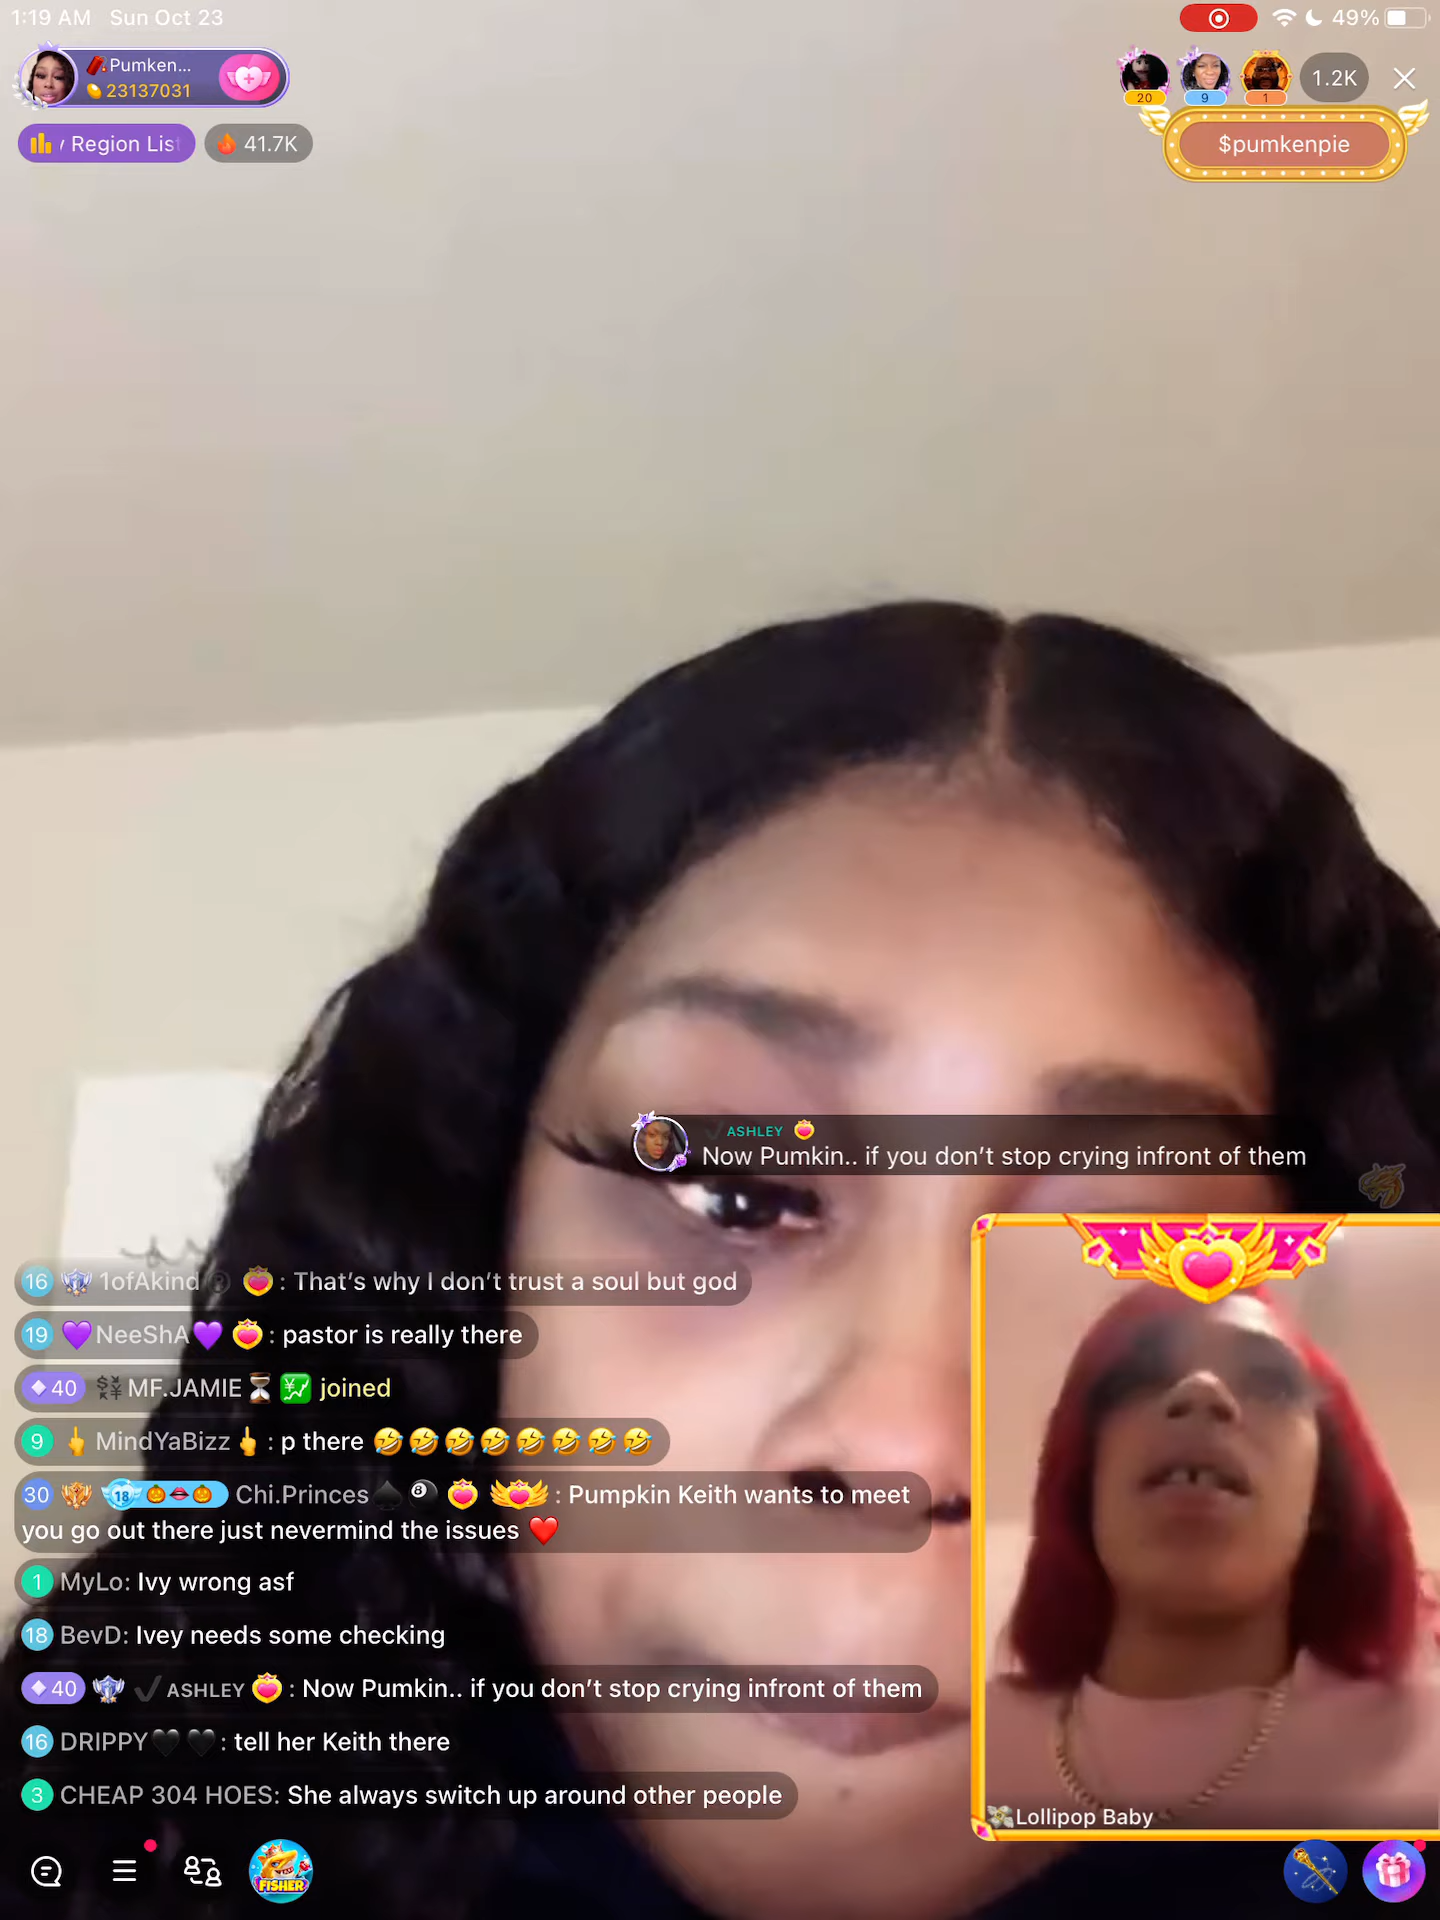 1:19 AM Sun Oct 23
49%
Pumken...
23137031
20
9
1
1.2K
Region Lis
41.7K
$pumkenpie
ASHLEY
Now Pumkin.. if you don't stop crying infront of them
16 1ofAkind : That's why I don't trust a soul but god
19 💜NeeShA💜 : pastor is really there
40 MF.JAMIE⏳💹 joined
9 🖕MindYaBizz🖕: p there 🤣🤣🤣🤣🤣🤣🤣🤣
30 18🎃👄🎃 Chi.Princes♠️🎱 : Pumpkin Keith wants to meet
you go out there just nevermind the issues ❤️
1 MyLo: Ivy wrong asf
18 BevD: Ivey needs some checking
40 ✔️ASHLEY : Now Pumkin.. if you don't stop crying infront of them
16 DRIPPY🖤🖤: tell her Keith there
3 CHEAP 304 HOES: She always switch up around other people
💸Lollipop Baby
FISHER